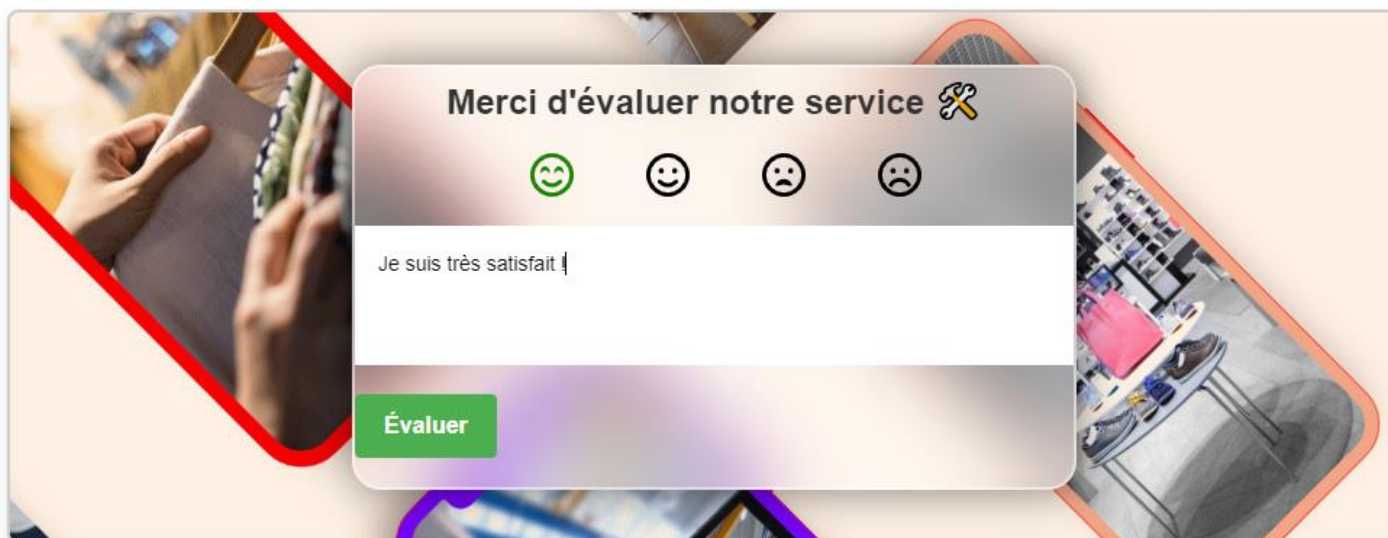 Merci d'évaluer notre service 🛠
Je suis très satisfait !
Évaluer